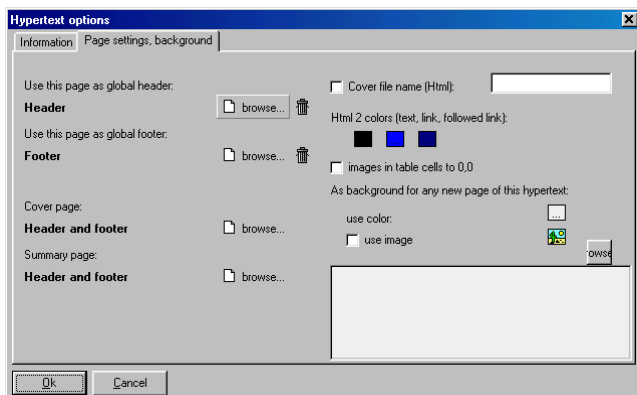 Hypertext options
Information
Page settings, background
Use this page as global header:
Header
browse...
Use this page as global footer:
Footer
browse...
Cover page:
Header and footer
browse...
Summary page:
Header and footer
browse...
Cover file name (Html):
Html 2 colors (text, link, followed link):
images in table cells to 0,0
As background for any new page of this hypertext:
use color:
...
use image
rowse
Ok
Cancel